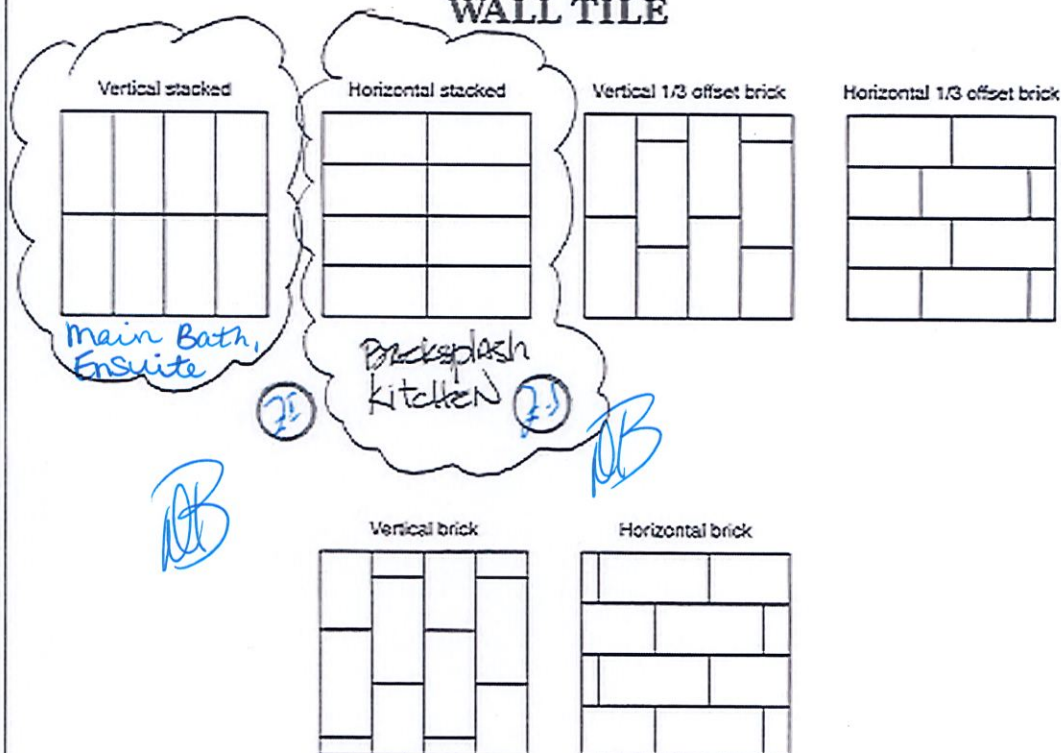 WALL TILE
Vertical stacked
Horizontal stacked
Vertical 1/3 offset brick
Horizontal 1/3 offset brick
Main Bath,
Ensuite
Backsplash
KitcHeN
Vertical brick
Horizontal brick